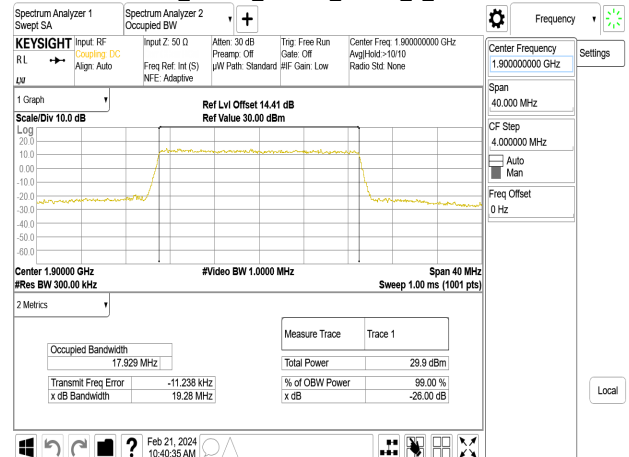 Spectrum Analyzer 1
Swept SA
Spectrum Analyzer 2
Occupied BW
Frequency
KEYSIGHT
RL
LXI
Input: RF
Coupling: DC
Align: Auto
Input Z: 50 Ω
Freq Ref: Int (S)
NFE: Adaptive
Atten: 30 dB
Preamp: Off
µW Path: Standard
Trig: Free Run
Gate: Off
#IF Gain: Low
Center Freq: 1.900000000 GHz
Avg|Hold:>10/10
Radio Std: None
Center Frequency
1.900000000 GHz
Settings
Span
40.000 MHz
CF Step
4.000000 MHz
Auto
Man
Freq Offset
0 Hz
Local
1 Graph
Scale/Div 10.0 dB
Ref Lvl Offset 14.41 dB
Ref Value 30.00 dBm
Log
20.0
10.0
0.00
-10.0
-20.0
-30.0
-40.0
-50.0
-60.0
Center 1.90000 GHz
#Video BW 1.0000 MHz
Span 40 MHz
#Res BW 300.00 kHz
Sweep 1.00 ms (1001 pts)
2 Metrics
Measure Trace
Trace 1
Occupied Bandwidth
17.929 MHz
Total Power
29.9 dBm
Transmit Freq Error
-11.238 kHz
% of OBW Power
99.00 %
x dB Bandwidth
19.28 MHz
x dB
-26.00 dB
Feb 21, 2024
10:40:35 AM